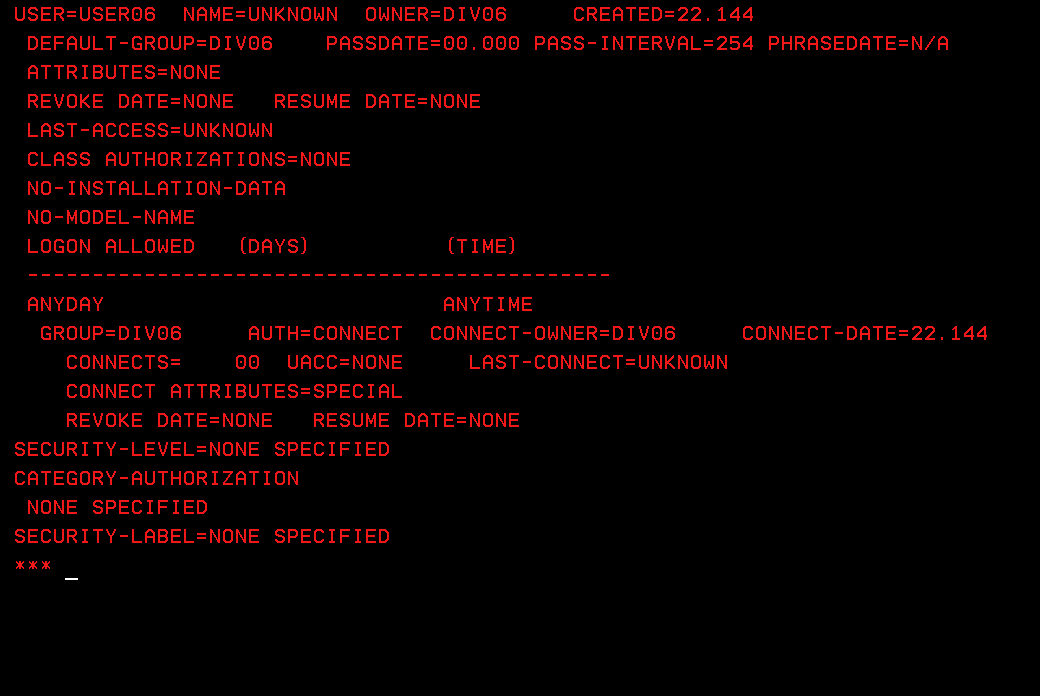 USER=USER06  NAME=UNKNOWN  OWNER=DIV06     CREATED=22.144
 DEFAULT-GROUP=DIV06    PASSDATE=00.000 PASS-INTERVAL=254 PHRASEDATE=N/A
 ATTRIBUTES=NONE
 REVOKE DATE=NONE   RESUME DATE=NONE
 LAST-ACCESS=UNKNOWN
 CLASS AUTHORIZATIONS=NONE
 NO-INSTALLATION-DATA
 NO-MODEL-NAME
 LOGON ALLOWED   (DAYS)          (TIME)
 ---------------------------------------------
 ANYDAY                          ANYTIME
  GROUP=DIV06     AUTH=CONNECT  CONNECT-OWNER=DIV06     CONNECT-DATE=22.144
    CONNECTS=    00  UACC=NONE     LAST-CONNECT=UNKNOWN
    CONNECT ATTRIBUTES=SPECIAL
    REVOKE DATE=NONE   RESUME DATE=NONE
SECURITY-LEVEL=NONE SPECIFIED
CATEGORY-AUTHORIZATION
 NONE SPECIFIED
SECURITY-LABEL=NONE SPECIFIED
*** _